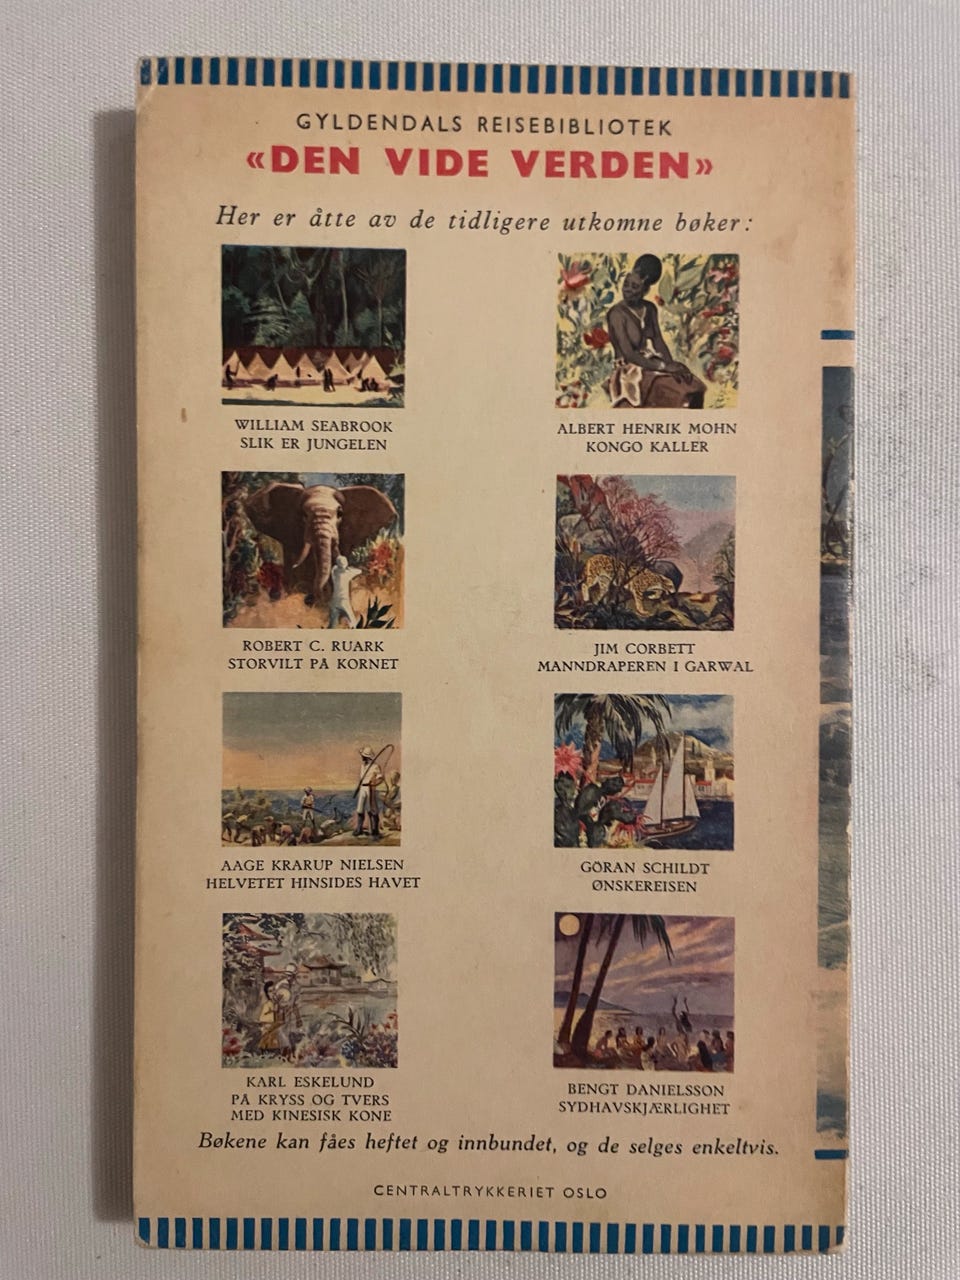 GYLDENDALS REISEBIBLIOTEK
«DEN VIDE VERDEN»
Her er åtte av de tidligere utkomne bøker:
WILLIAM SEABROOK
SLIK ER JUNGELEN
ALBERT HENRIK MOHN
KONGO KALLER
ROBERT C. RUARK
STORVILT PÅ KORNET
JIM CORBETT
MANNDRAPEREN I GARWAL
AAGE KRARUP NIELSEN
HELVETET HINSIDES HAVET
GÖRAN SCHILDT
ØNSKEREISEN
KARL ESKELUND
PÅ KRYSS OG TVERS
MED KINESISK KONE
BENGT DANIELSSON
SYDHAVSKJÆRLIGHET
Bøkene kan fåes heftet og innbundet, og de selges enkeltvis.
CENTRALTRYKKERIET OSLO